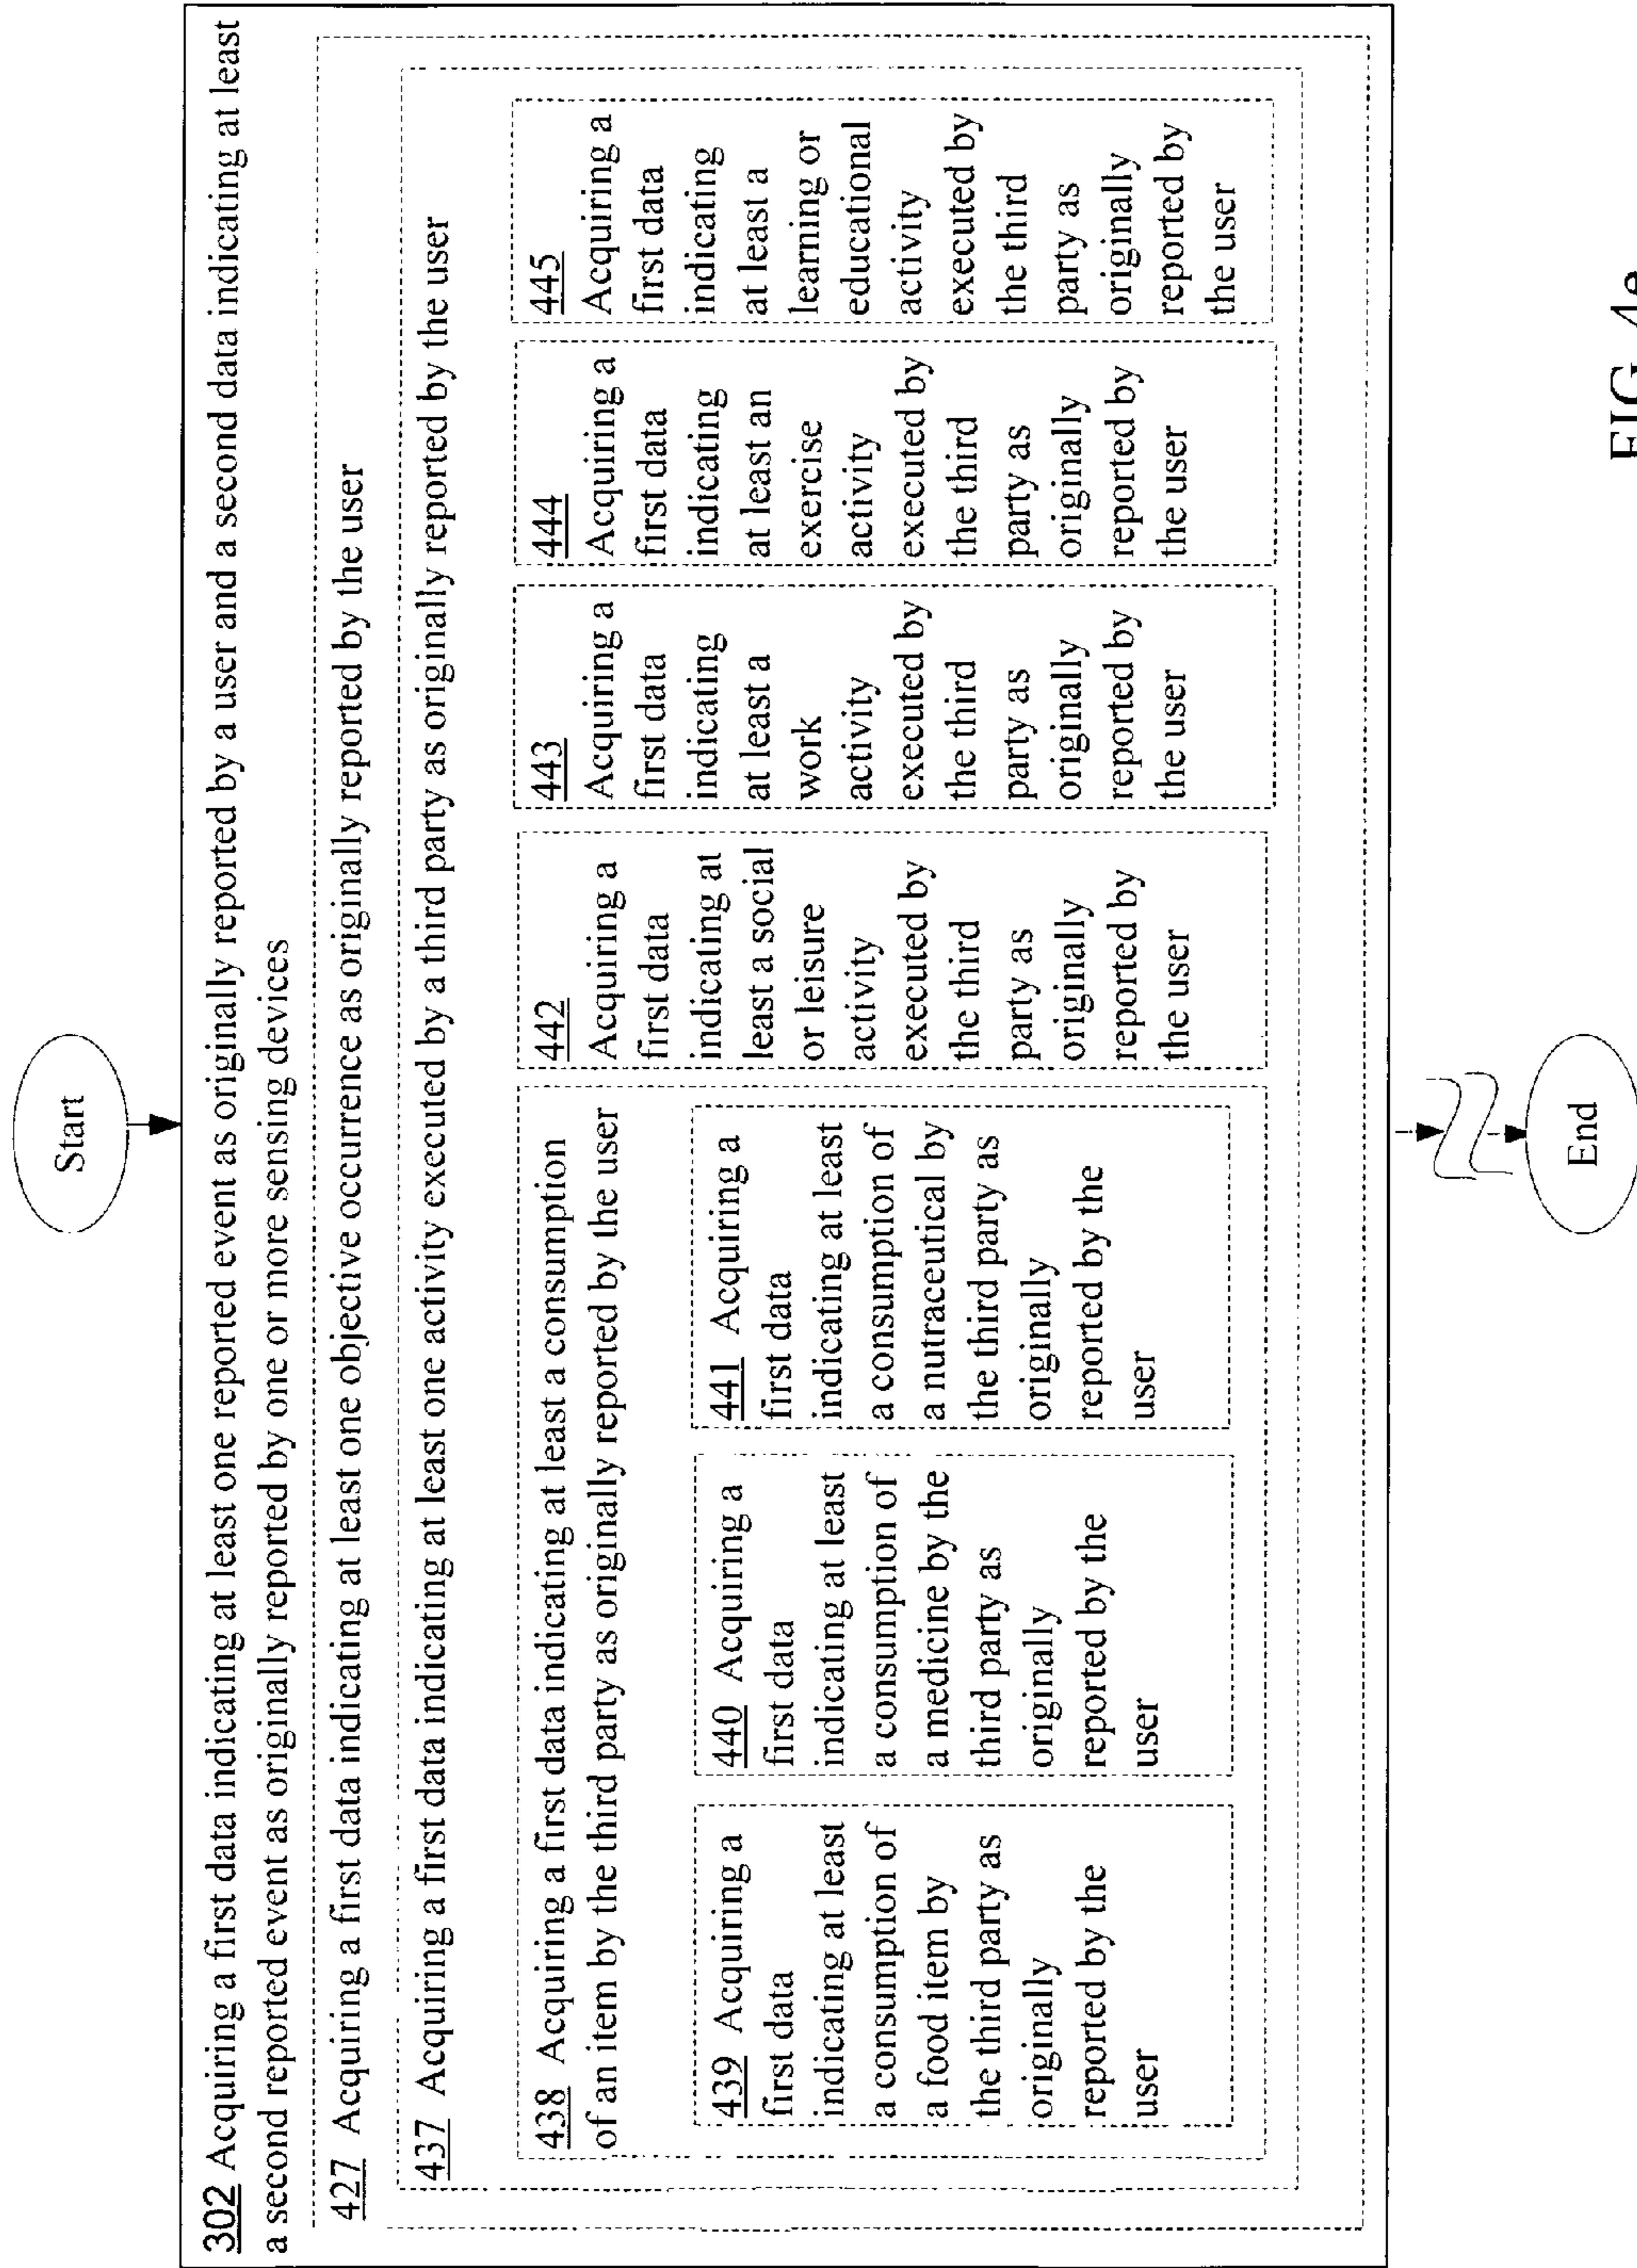 Start
302 Acquiring a first data indicating at least one reported event as originally reported by a user and a second data indicating at least
a second reported event as originally reported by one or more sensing devices
427 Acquiring a first data indicating at least one objective occurrence as originally reported by the user
437 Acquiring a first data indicating at least one activity executed by a third party as originally reported by the user
438 Acquiring a first data indicating at least a consumption
of an item by the third party as originally reported by the user
439 Acquiring a
first data
indicating at least
a consumption of
a food item by
the third party as
originally
reported by the
user
440 Acquiring a
first data
indicating at least
a consumption of
a medicine by the
third party as
originally
reported by the
user
441 Acquiring a
first data
indicating at least
a consumption of
a nutraceutical by
the third party as
originally
reported by the
user
442
Acquiring a
first data
indicating at
least a social
or leisure
activity
executed by
the third
party as
originally
reported by
the user
443
Acquiring a
first data
indicating
at least a
work
activity
executed by
the third
party as
originally
reported by
the user
444
Acquiring a
first data
indicating
at least an
exercise
activity
executed by
the third
party as
originally
reported by
the user
445
Acquiring a
first data
indicating
at least a
learning or
educational
activity
executed by
the third
party as
originally
reported by
the user
End
FIG. 4e